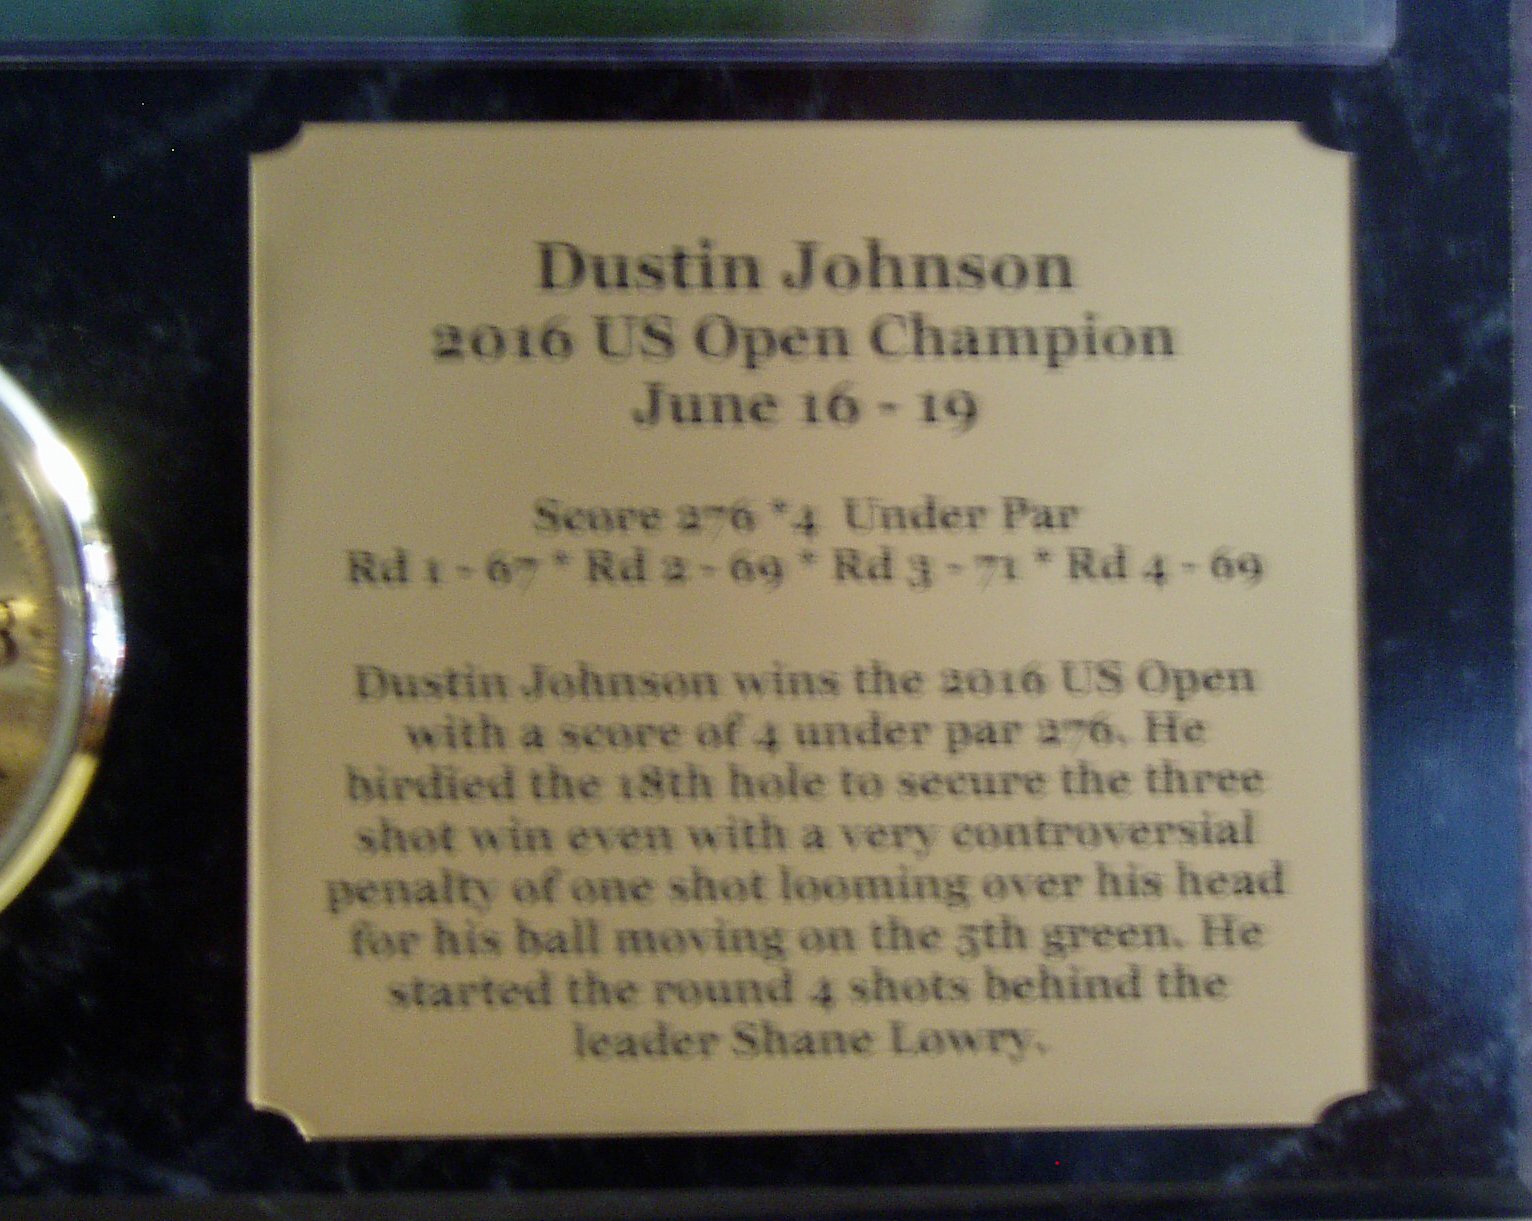 Dustin Johnson
2016 US Open Champion
June 16 - 19
Score 276 *4 Under Par
Rd 1 - 67 * Rd 2 - 69 * Rd 3 - 71 * Rd 4 - 69
Dustin Johnson wins the 2016 US Open
with a score of 4 under par 276. He
birdied the 18th hole to secure the three
shot win even with a very controversial
penalty of one shot looming over his head
for his ball moving on the 5th green. He
started the round 4 shots behind the
leader Shane Lowry.